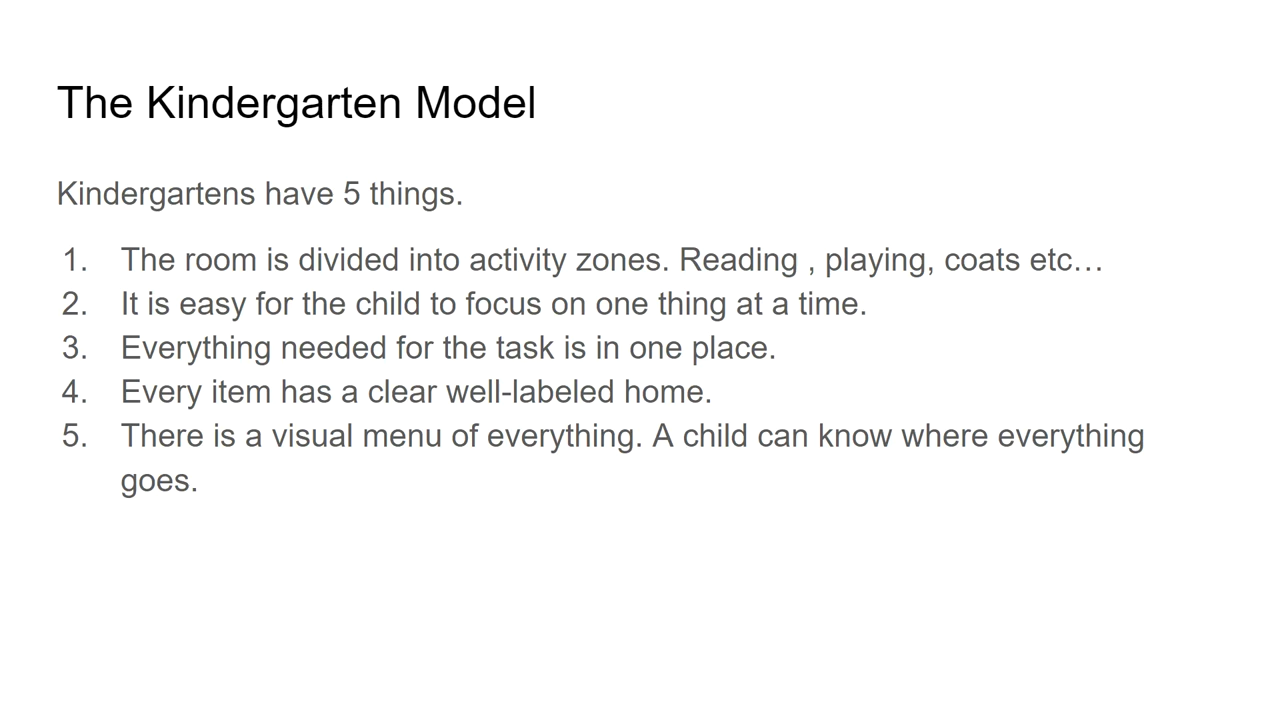 The Kindergarten Model
Kindergartens have 5 things.
1. The room is divided into activity zones. Reading , playing, coats etc…
2. It is easy for the child to focus on one thing at a time.
3. Everything needed for the task is in one place.
4. Every item has a clear well-labeled home.
5. There is a visual menu of everything. A child can know where everything
goes.